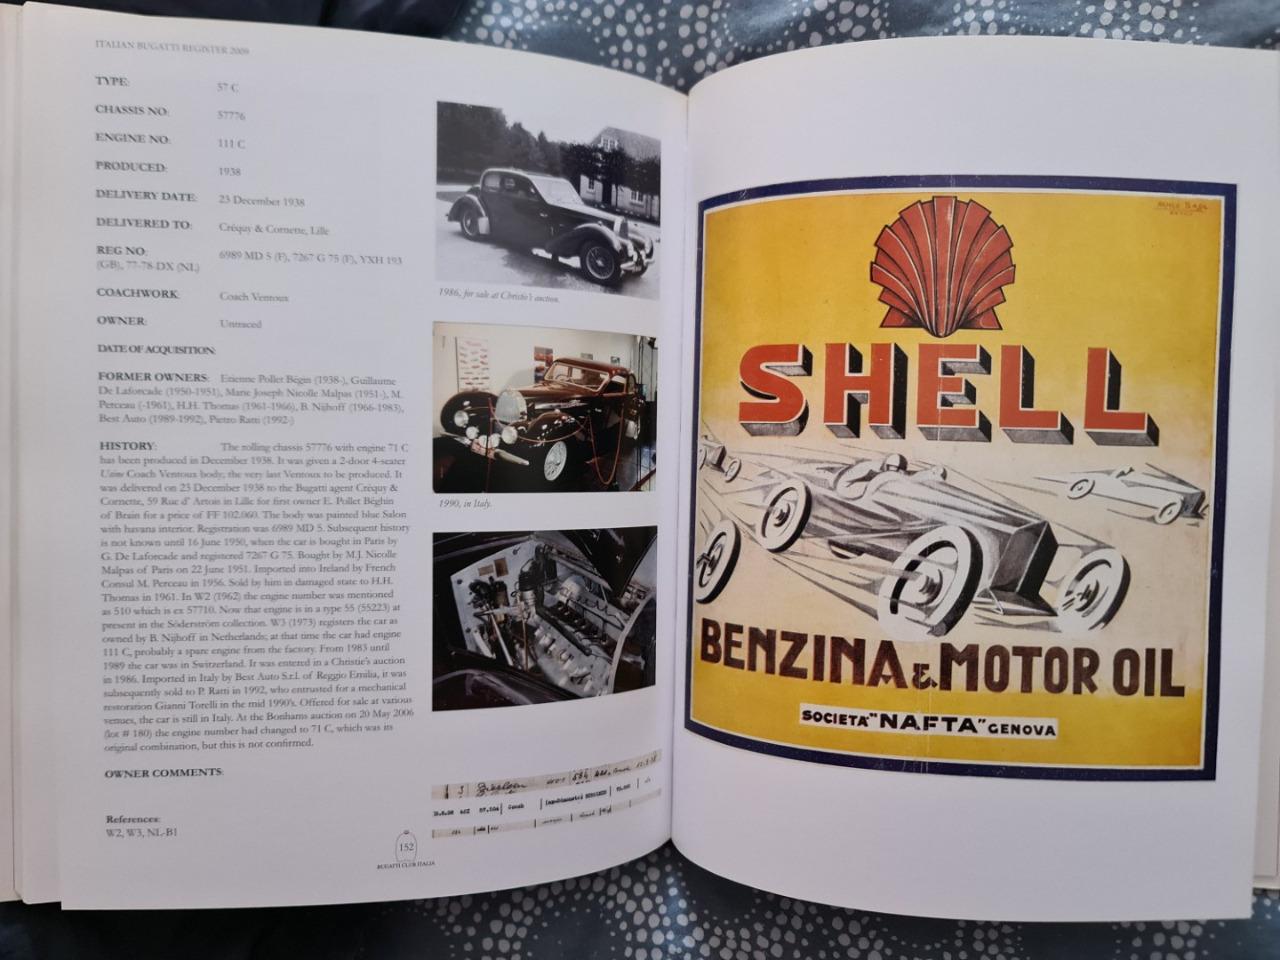 ITALIAN BUGATTI REGISTER 2009
TYPE: 57 C
CHASSIS NO: 57776
ENGINE NO: 111 C
PRODUCED: 1938
DELIVERY DATE: 23 December 1938
DELIVERED TO: Créquy & Cornette, Lille
REG NO: 6989 MD 5 (F), 7267 G 75 (F), YXH 193
(GB), 77-78-DX (NL)
COACHWORK: Coach Ventoux
OWNER: Untraced
DATE OF ACQUISITION:
FORMER OWNERS: Etienne Pollet Bégin (1938-), Guillaume
De Laforcade (1950-1951), Marie Joseph Nicolle Malpas (1951-), M.
Perceau (-1961), H.H. Thomas (1961-1966), B. Nijhoff (1966-1983),
Best Auto (1989-1992), Pietro Ratti (1992-)
HISTORY: The rolling chassis 57776 with engine 71 C
has been produced in December 1938. It was given a 2-door 4-seater
Usine Coach Ventoux body, the very last Ventoux to be produced. It
was delivered on 23 December 1938 to the Bugatti agent Créquy &
Cornette, 59 Rue d' Artois in Lille for first owner E. Pollet Béghin
of Brain for a price of FF 102.060. The body was painted blue Salon
with havana interior. Registration was 6989 MD 5. Subsequent history
is not known until 16 June 1950, when the car is bought in Paris by
G. De Laforcade and registered 7267 G 75. Bought by M.J. Nicolle
Malpas of Paris on 22 June 1951. Imported into Ireland by French
Consul M. Perceau in 1956. Sold by him in damaged state to H.H.
Thomas in 1961. In W2 (1962) the engine number was mentioned
as 510 which is ex 57710. Now that engine is in a type 55 (55223) at
present in the Söderström collection. W3 (1973) registers the car as
owned by B. Nijhoff in Netherlands; at that time the car had engine
111 C, probably a spare engine from the factory. From 1983 until
1989 the car was in Switzerland. It was entered in a Christie's auction
in 1986. Imported in Italy by Best Auto S.r.l. of Reggio Emilia, it was
subsequently sold to P. Ratti in 1992, who entrusted for a mechanical
restoration Gianni Torelli in the mid 1990's. Offered for sale at various
venues, the car is still in Italy. At the Bonhams auction on 20 May 2006
(lot # 180) the engine number had changed to 71 C, which was its
original combination, but this is not confirmed.
OWNER COMMENTS:
References:
W2, W3, NL-B1
1986, for sale at Christie's auction.
1990, in Italy.
152
BUGATTI CLUB ITALIA
SHELL
BENZINA & MOTOR OIL
SOCIETÀ "NAFTA" GENOVA